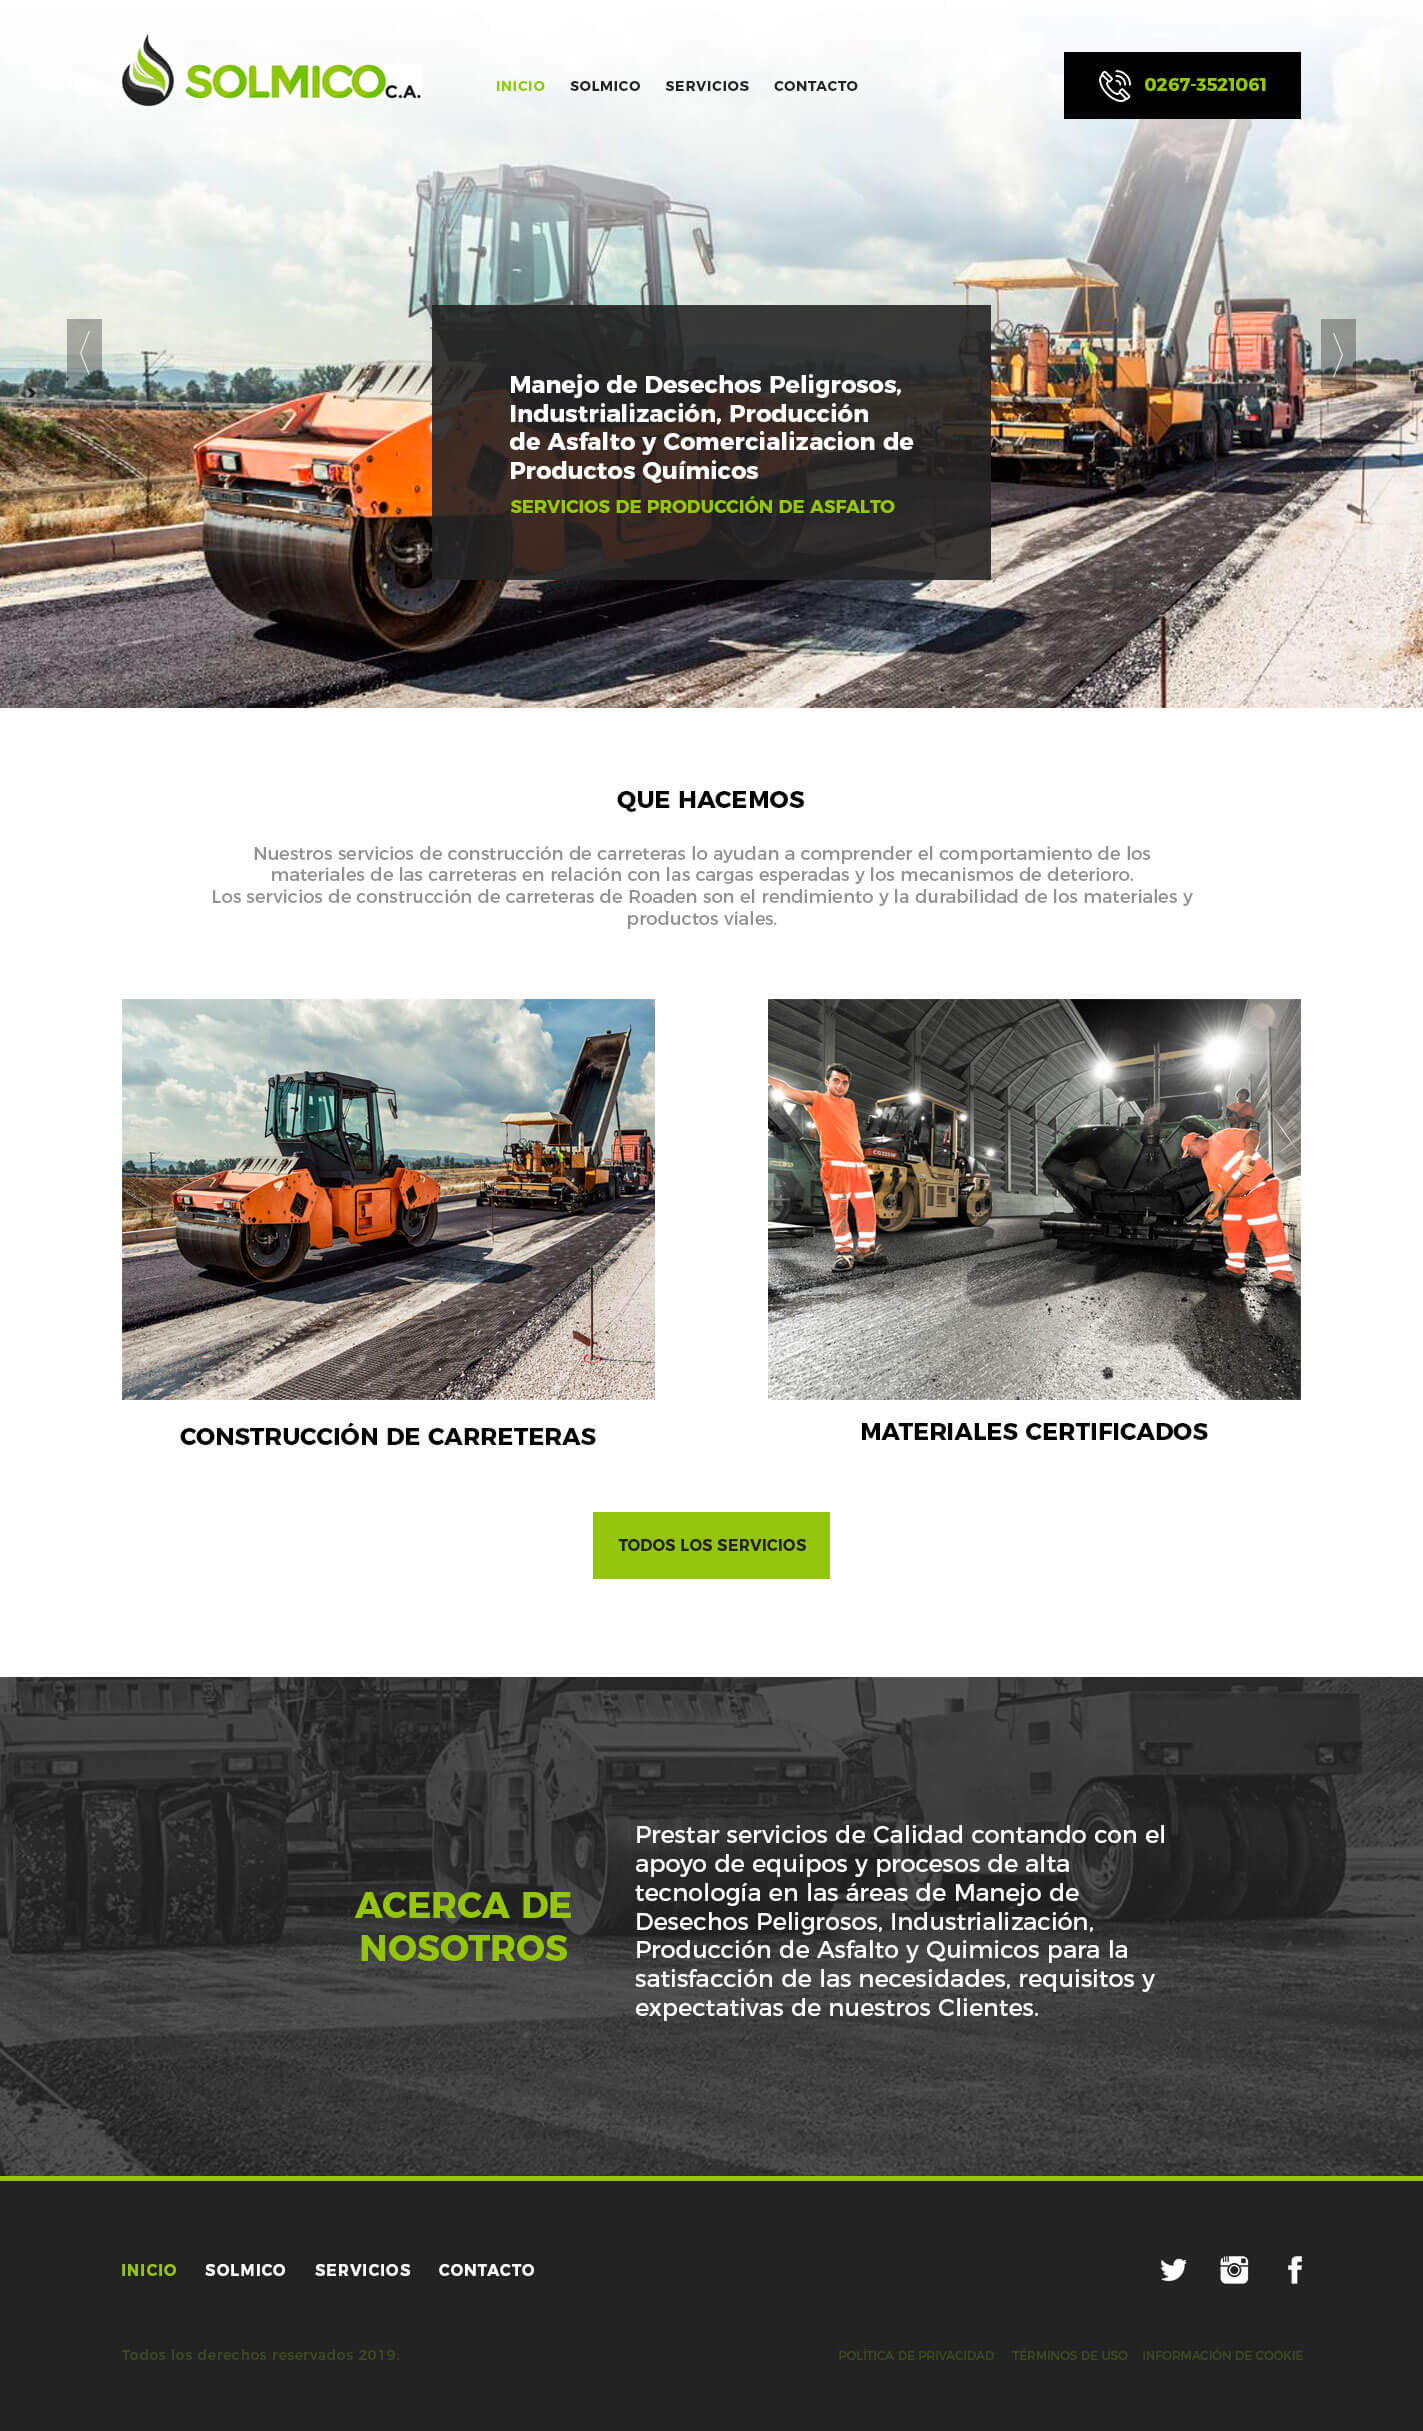 SOLMICO C.A.
INICIO SOLMICO SERVICIOS CONTACTO
0267-3521061
Manejo de Desechos Peligrosos,
Industrialización, Producción
de Asfalto y Comercializacion de
Productos Químicos
SERVICIOS DE PRODUCCIÓN DE ASFALTO
QUE HACEMOS
Nuestros servicios de construcción de carreteras lo ayudan a comprender el comportamiento de los
materiales de las carreteras en relación con las cargas esperadas y los mecanismos de deterioro.
Los servicios de construcción de carreteras de Roaden son el rendimiento y la durabilidad de los materiales y
productos viales.
CONSTRUCCIÓN DE CARRETERAS
MATERIALES CERTIFICADOS
TODOS LOS SERVICIOS
ACERCA DE
NOSOTROS
Prestar servicios de Calidad contando con el
apoyo de equipos y procesos de alta
tecnología en las áreas de Manejo de
Desechos Peligrosos, Industrialización,
Producción de Asfalto y Quimicos para la
satisfacción de las necesidades, requisitos y
expectativas de nuestros Clientes.
INICIO SOLMICO SERVICIOS CONTACTO
Todos los derechos reservados 2019.
POLÍTICA DE PRIVACIDAD TÉRMINOS DE USO INFORMACIÓN DE COOKIE